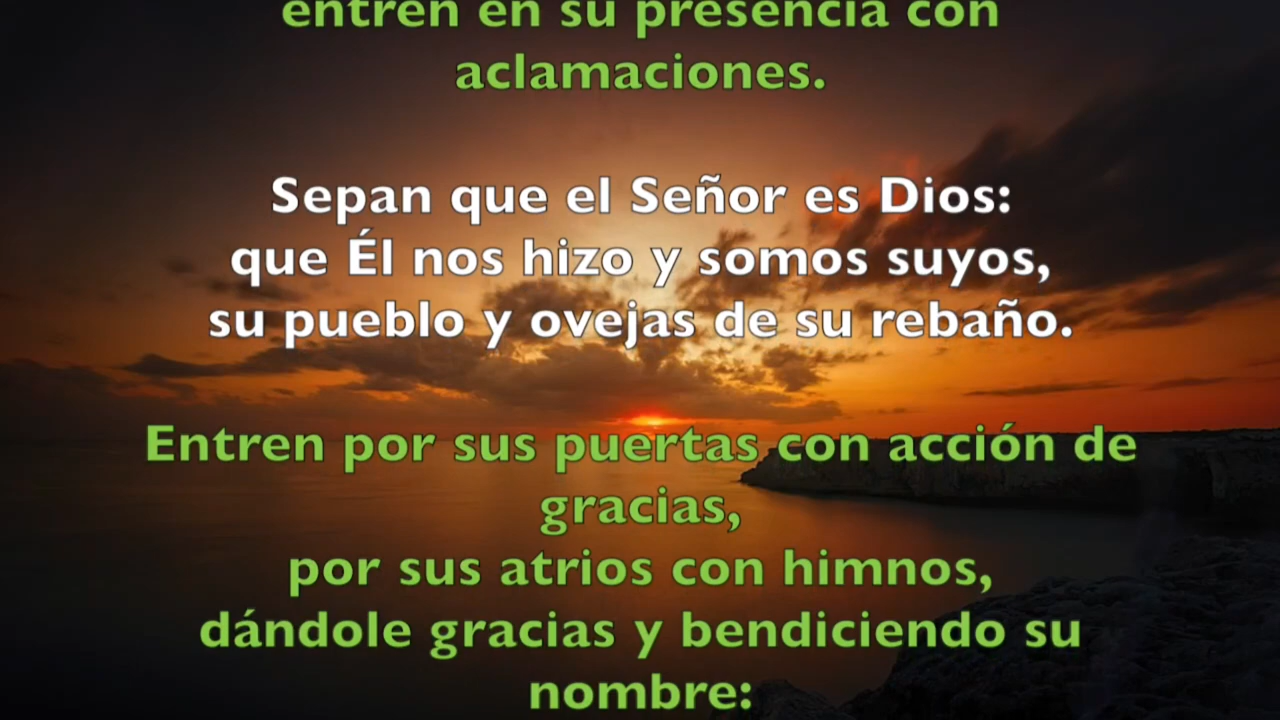 entren en su presencia con
aclamaciones.
Sepan que el Señor es Dios:
que Él nos hizo y somos suyos,
su pueblo y ovejas de su rebaño.
Entren por sus puertas con acción de
gracias,
por sus atrios con himnos,
dándole gracias y bendiciendo su
nombre: